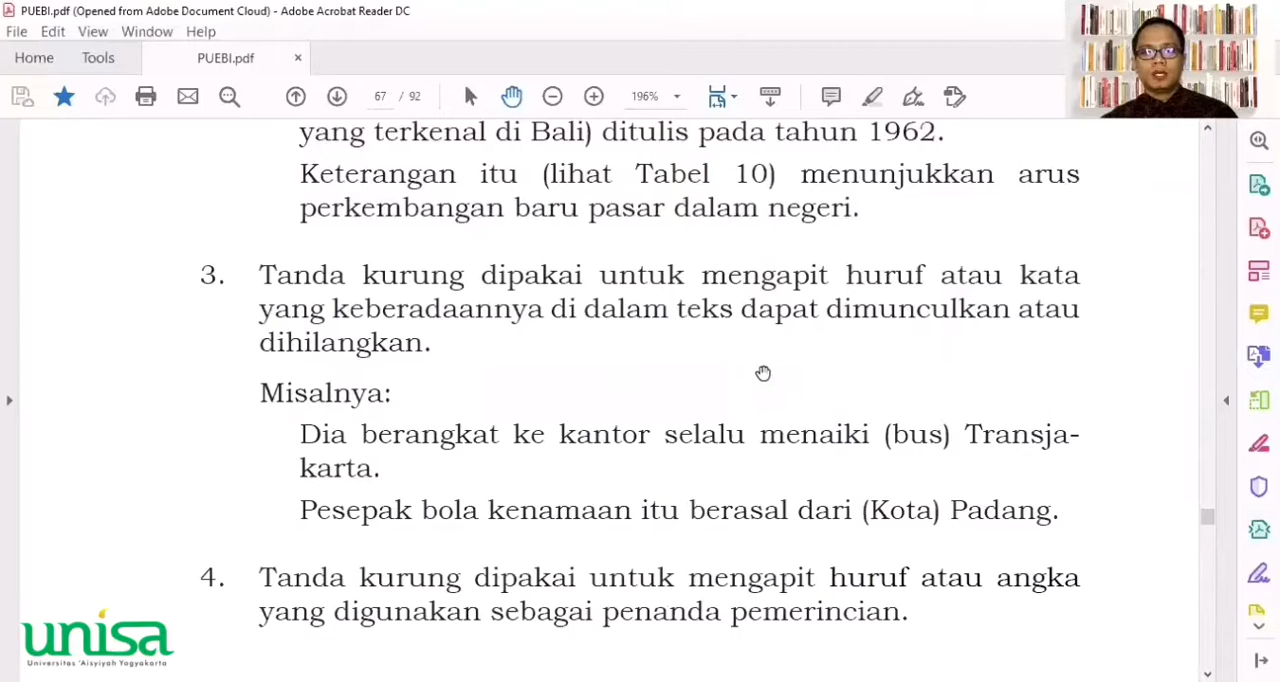 PUEBI.pdf (Opened from Adobe Document Cloud) - Adobe Acrobat Reader DC
File Edit View Window Help
Home Tools PUEBI.pdf ×
67 / 92 196%
yang terkenal di Bali) ditulis pada tahun 1962.
Keterangan itu (lihat Tabel 10) menunjukkan arus
perkembangan baru pasar dalam negeri.
3. Tanda kurung dipakai untuk mengapit huruf atau kata
yang keberadaannya di dalam teks dapat dimunculkan atau
dihilangkan.
Misalnya:
Dia berangkat ke kantor selalu menaiki (bus) Transja-
karta.
Pesepak bola kenamaan itu berasal dari (Kota) Padang.
4. Tanda kurung dipakai untuk mengapit huruf atau angka
yang digunakan sebagai penanda pemerincian.
unisa
Universitas 'Aisyiyah Yogyakarta